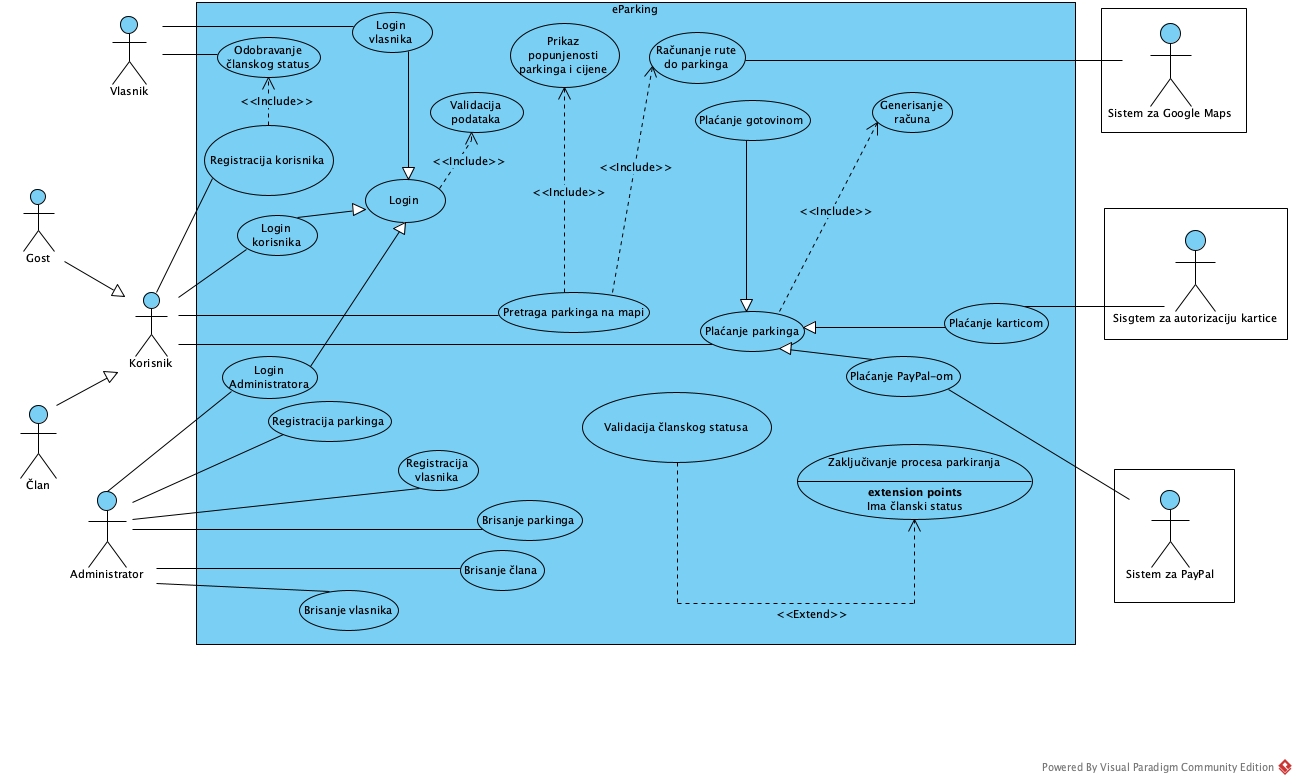 eParking
Vlasnik
Login
vlasnika
Odobravanje
članskog status
<<Include>>
Registracija korisnika
Prikaz
popunjenosti
parkinga i cijene
Računanje rute
do parkinga
Sistem za Google Maps
Validacija
podataka
<<Include>>
Plaćanje gotovinom
Generisanje
računa
<<Include>>
<<Include>>
<<Include>>
Login
Gost
Login
korisnika
Korisnik
Pretraga parkinga na mapi
Plaćanje parkinga
Plaćanje karticom
Sisgtem za autorizaciju kartice
Login
Administratora
Plaćanje PayPal-om
Registracija parkinga
Validacija članskog statusa
Član
Registracija
vlasnika
Zaključivanje procesa parkiranja
extension points
Ima članski status
Brisanje parkinga
Administrator
Brisanje člana
Sistem za PayPal
Brisanje vlasnika
<<Extend>>
Powered By Visual Paradigm Community Edition